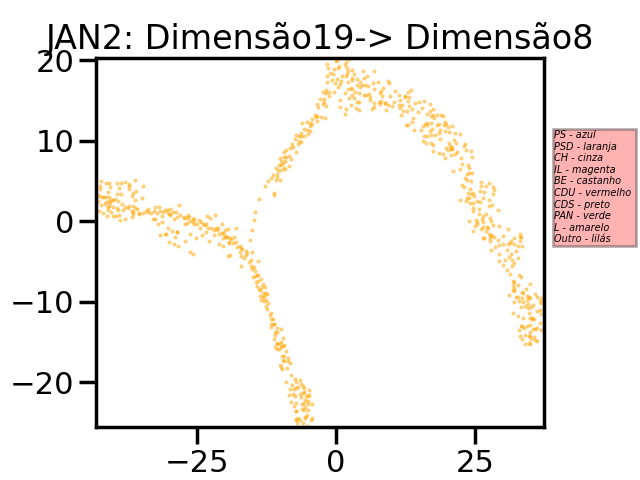 JAN2: Dimensão19-> Dimensão8
20
10
0
−10
−20
−25
0
25
PS - azul
PSD - laranja
CH - cinza
IL - magenta
BE - castanho
CDU - vermelho
CDS - preto
PAN - verde
L - amarelo
Outro - lilás